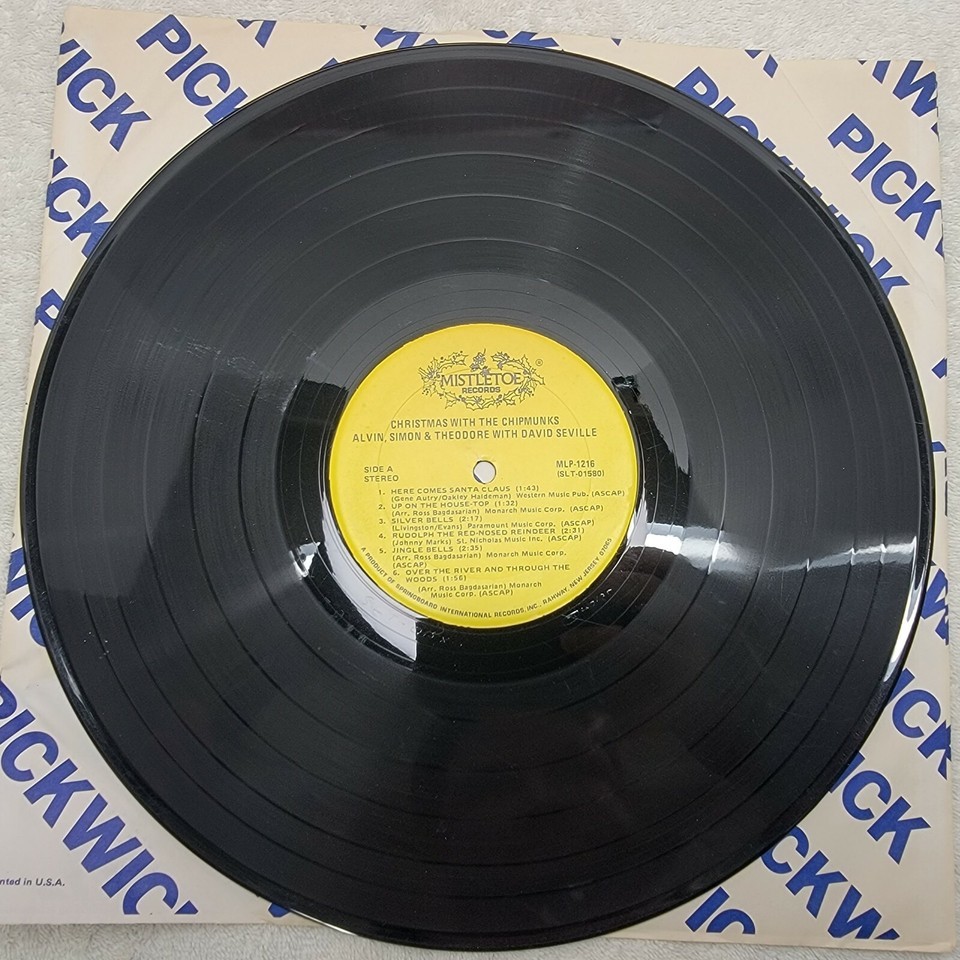 PICK
PICKWICK
PICK
PICK
MISTLETOE ®
RECORDS
CHRISTMAS WITH THE CHIPMUNKS
ALVIN, SIMON & THEODORE WITH DAVID SEVILLE
SIDE A
STEREO
MLP-1216
(SLT-01580)
1. HERE COMES SANTA CLAUS (1:43)
(Gene Autry/Oakley Haldeman) Western Music Pub. (ASCAP)
2. UP ON THE HOUSE-TOP (1:32)
(Arr. Ross Bagdasarian) Monarch Music Corp. (ASCAP)
3. SILVER BELLS (2:17)
(Livingston/Evans) Paramount Music Corp. (ASCAP)
4. RUDOLPH THE RED-NOSED REINDEER (2:31)
(Johnny Marks) St. Nicholas Music Inc. (ASCAP)
5. JINGLE BELLS (2:35)
(Arr. Ross Bagdasarian) Monarch Music Corp.
(ASCAP)
6. OVER THE RIVER AND THROUGH THE
WOODS (1:56)
(Arr. Ross Bagdasarian) Monarch
Music Corp. (ASCAP)
A PRODUCT OF SPRINGBOARD INTERNATIONAL RECORDS, INC., RAHWAY, NEW JERSEY 07065
PICKWIC
PICK
nted in U.S.A.